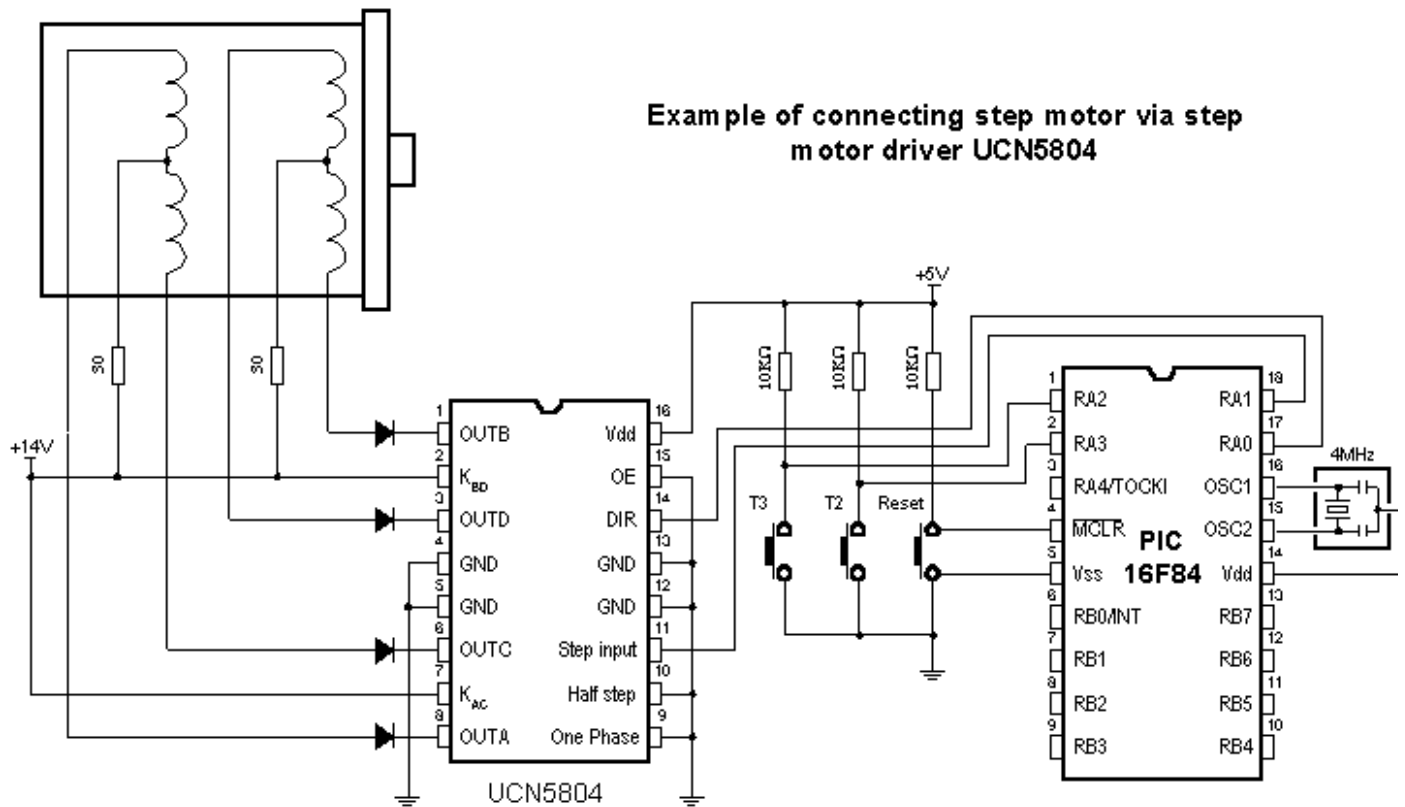 Example of connecting step motor via step
motor driver UCN5804
+5V
+14V
30
30
10KΩ
10KΩ
10KΩ
T3
T2
Reset
4MHz
1
OUTB
2
K_BD
3
OUTD
4
GND
5
GND
6
OUTC
7
K_AC
8
OUTA
16
Vdd
15
OE
14
DIR
13
GND
12
GND
11
Step input
10
Half step
9
One Phase
UCN5804
1
RA2
2
RA3
3
RA4/TOCKI
4
MCLR
5
Vss
6
RB0/INT
7
RB1
8
RB2
9
RB3
PIC
16F84
18
RA1
17
RA0
16
OSC1
15
OSC2
14
Vdd
13
RB7
12
RB6
11
RB5
10
RB4